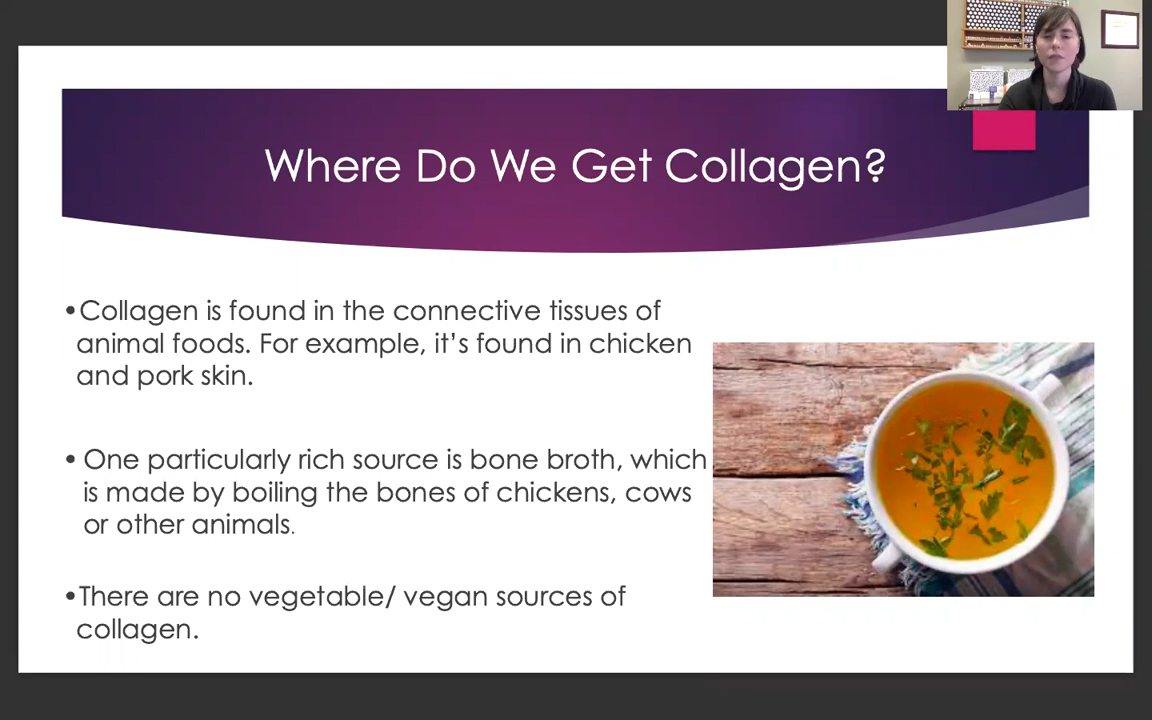 Where Do We Get Collagen?
•Collagen is found in the connective tissues of
animal foods. For example, it’s found in chicken
and pork skin.
• One particularly rich source is bone broth, which
is made by boiling the bones of chickens, cows
or other animals.
•There are no vegetable/ vegan sources of
collagen.